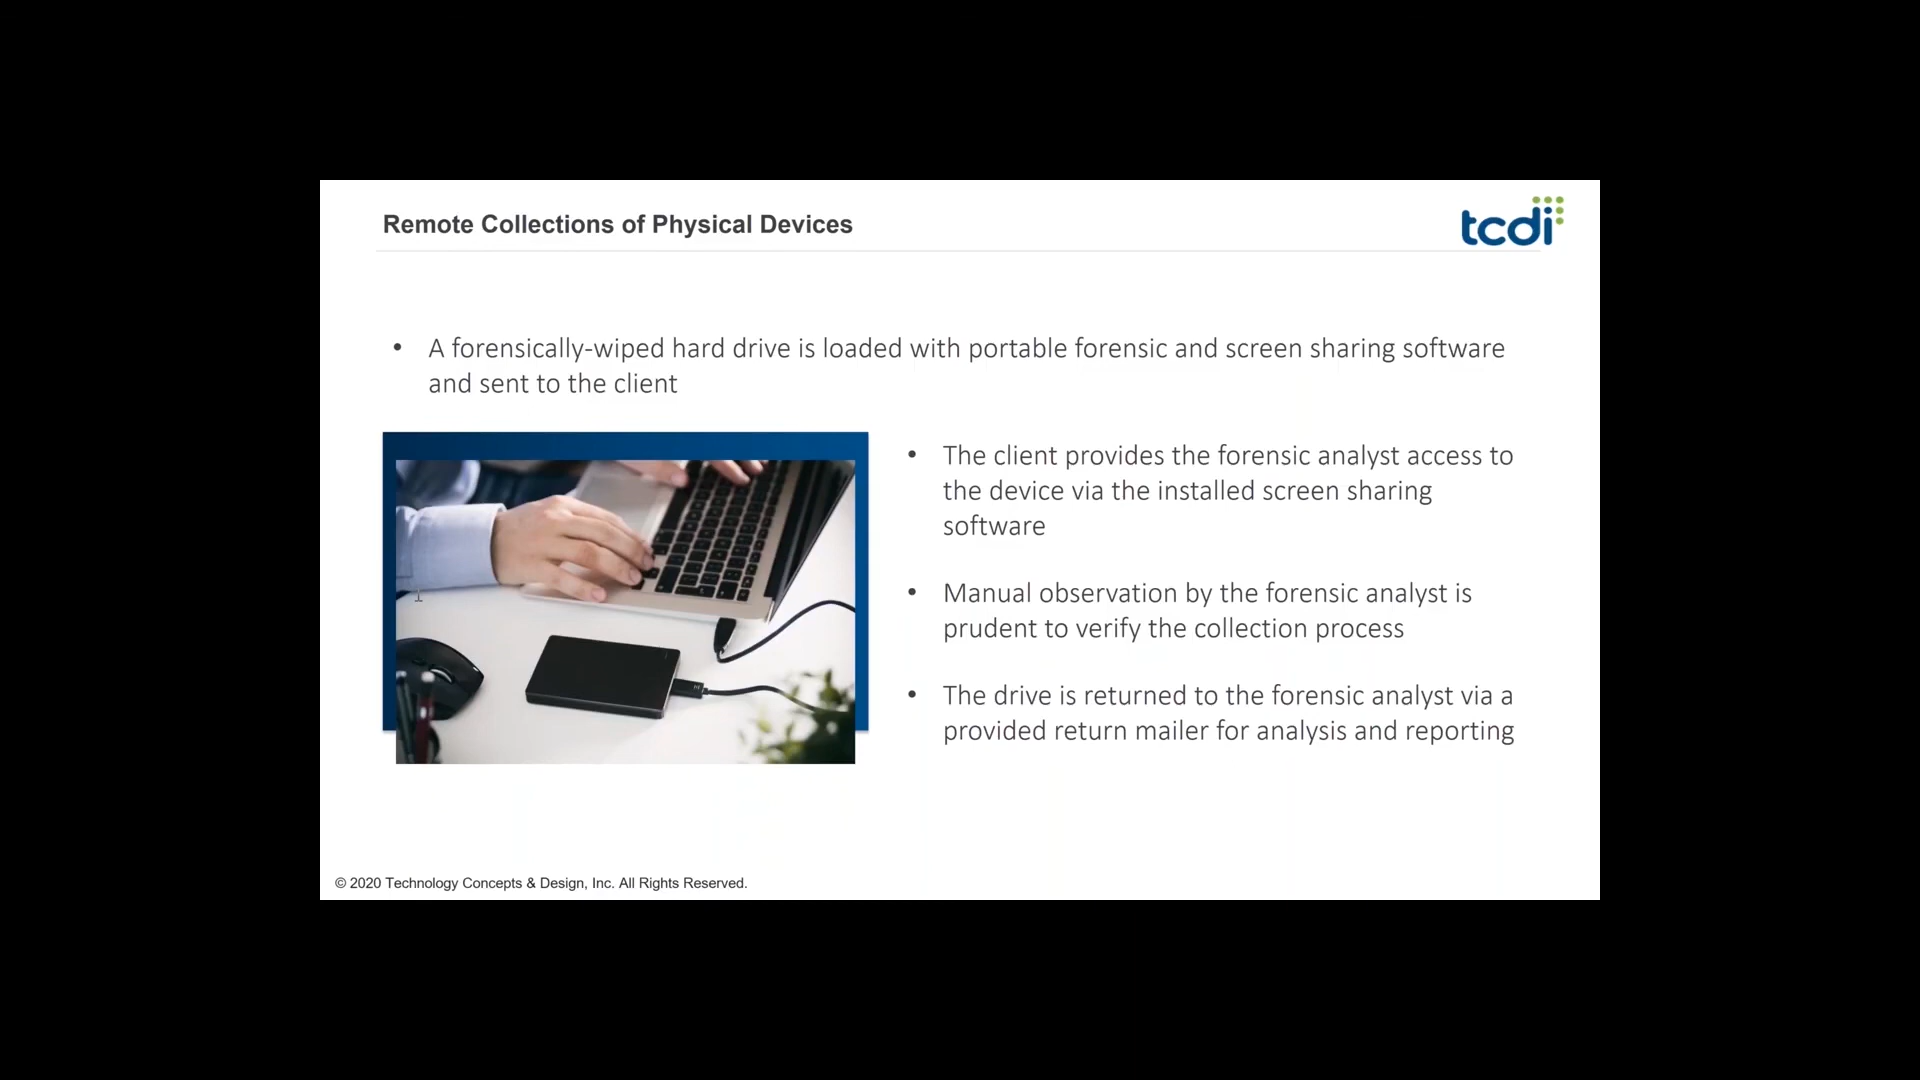 Remote Collections of Physical Devices
tcdi
• A forensically-wiped hard drive is loaded with portable forensic and screen sharing software
and sent to the client
• The client provides the forensic analyst access to
the device via the installed screen sharing
software
• Manual observation by the forensic analyst is
prudent to verify the collection process
• The drive is returned to the forensic analyst via a
provided return mailer for analysis and reporting
© 2020 Technology Concepts & Design, Inc. All Rights Reserved.